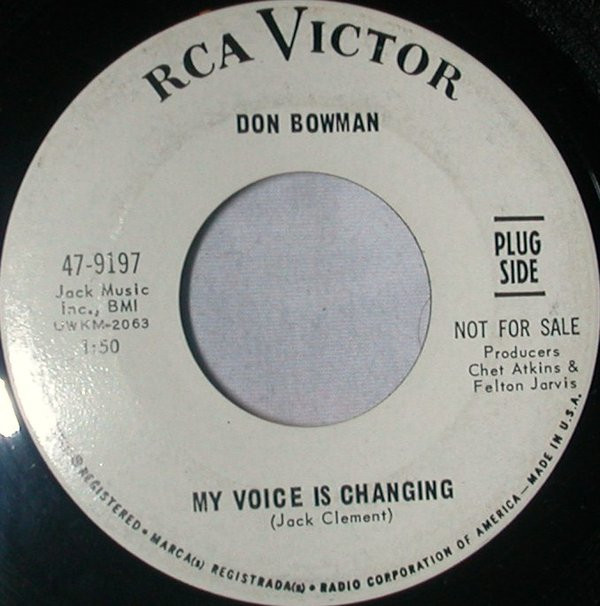 RCA VICTOR
DON BOWMAN
47-9197
Jack Music
Inc., BMI
UWKM-2063
1:50
PLUG
SIDE
NOT FOR SALE
Producers
Chet Atkins &
Felton Jarvis
MY VOICE IS CHANGING
(Jack Clement)
® REGISTERED • MARCA(s) REGISTRADA(s) • RADIO CORPORATION OF AMERICA — MADE IN U.S.A.